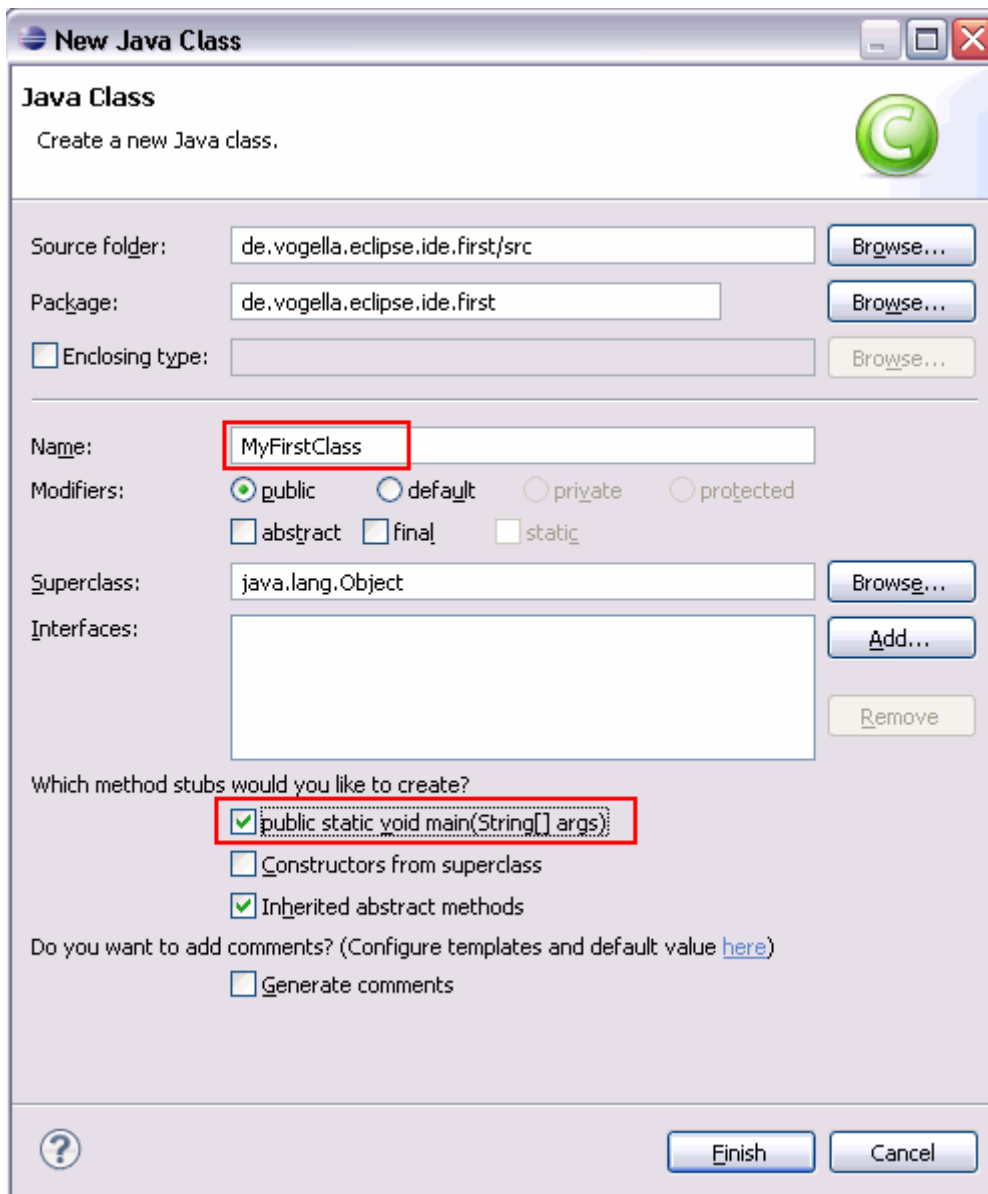 New Java Class
Java Class
Create a new Java class.
C
Source folder: de.vogella.eclipse.ide.first/src Browse...
Package: de.vogella.eclipse.ide.first Browse...
Enclosing type: Browse...
Name: MyFirstClass
Modifiers: public default private protected
abstract final static
Superclass: java.lang.Object Browse...
Interfaces: Add...
Remove
Which method stubs would you like to create?
public static void main(String[] args)
Constructors from superclass
Inherited abstract methods
Do you want to add comments? (Configure templates and default value here)
Generate comments
? Finish Cancel